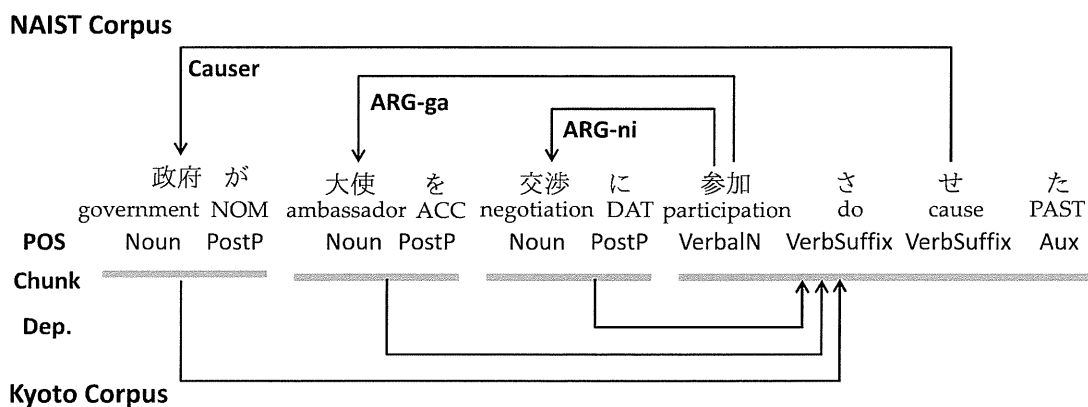 NAIST Corpus
Causer
ARG-ga
ARG-ni
政府 が 大使 を 交渉 に 参加 さ せ た
government NOM ambassador ACC negotiation DAT participation do cause PAST
POS Noun PostP Noun PostP Noun PostP VerbalN VerbSuffix VerbSuffix Aux
Chunk
Dep.
Kyoto Corpus